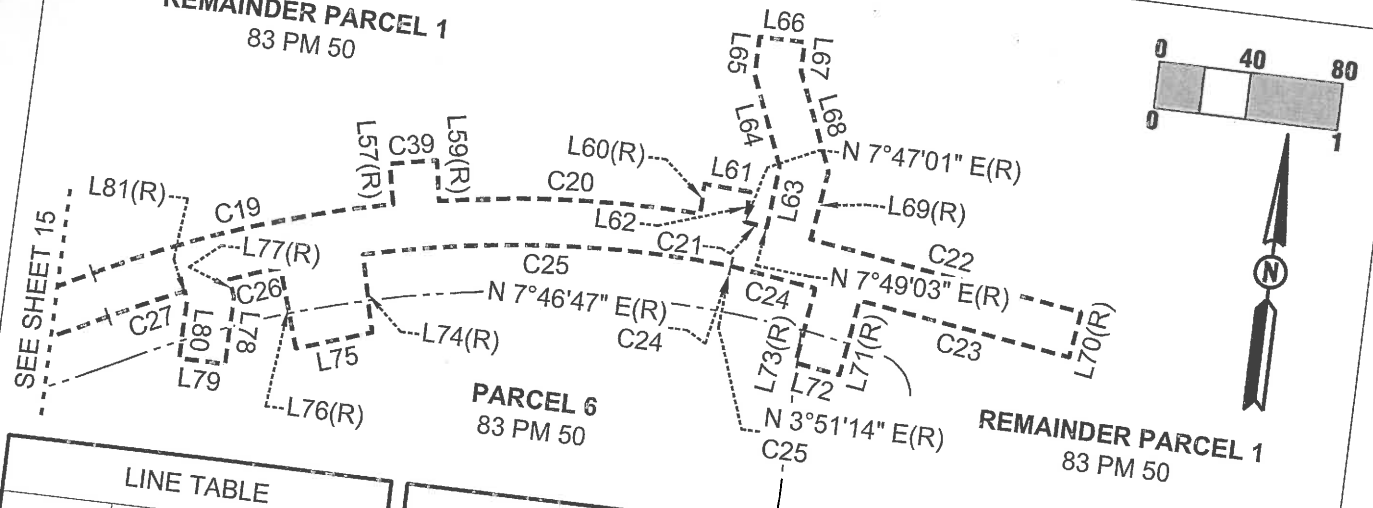 REMAINDER PARCEL 1
83 PM 50
L66
L65
L67
0 40 80
0 1
L64
L68
L57(R)
C39
L59(R)
L60(R)
L61
N 7°47'01" E(R)
L81(R)
C19
C20
L62
L63
L69(R)
SEE SHEET 15
L77(R)
C21
C22
C25
N 7°49'03" E(R)
N
C26
C24
N 7°46'47" E(R)
C27
L80
L78
L74(R)
C24
C23
L70(R)
L75
L73(R)
L71(R)
L79
L72
L76(R)
PARCEL 6
83 PM 50
N 3°51'14" E(R)
C25
REMAINDER PARCEL 1
83 PM 50
LINE TABLE